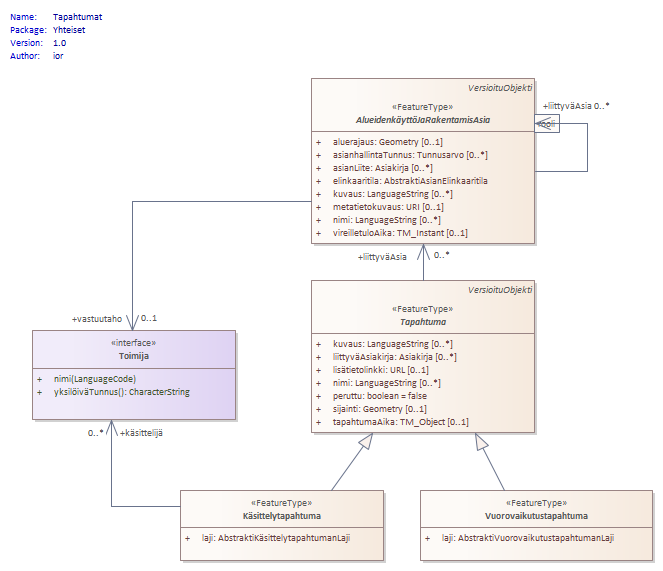 Name: Tapahtumat
Package: Yhteiset
Version: 1.0
Author: ior
VersioituObjekti
«FeatureType»
AlueidenkäyttöJaRakentamisAsia
+ aluerajaus: Geometry [0..1]
+ asianhallintaTunnus: Tunnusarvo [0..*]
+ asianLiite: Asiakirja [0..*]
+ elinkaaritila: AbstraktiAsianElinkaaritila
+ kuvaus: LanguageString [0..*]
+ metatietokuvaus: URI [0..1]
+ nimi: LanguageString [0..*]
+ vireilletuloAika: TM_Instant [0..1]
+liittyväAsia 0..*
+liittyväAsia 0..*
VersioituObjekti
«FeatureType»
Tapahtuma
+ kuvaus: LanguageString [0..*]
+ liittyväAsiakirja: Asiakirja [0..*]
+ lisätietolinkki: URL [0..1]
+ nimi: LanguageString [0..*]
+ peruttu: boolean = false
+ sijainti: Geometry [0..1]
+ tapahtumaAika: TM_Object [0..1]
+vastuutaho 0..1
«interface»
Toimija
+ nimi(LanguageCode)
+ yksilöiväTunnus(): CharacterString
0..* +käsittelijä
«FeatureType»
Käsittelytapahtuma
+ laji: AbstraktiKäsittelytapahtumanLaji
«FeatureType»
Vuorovaikutustapahtuma
+ laji: AbstraktiVuorovaikutustapahtumanLaji